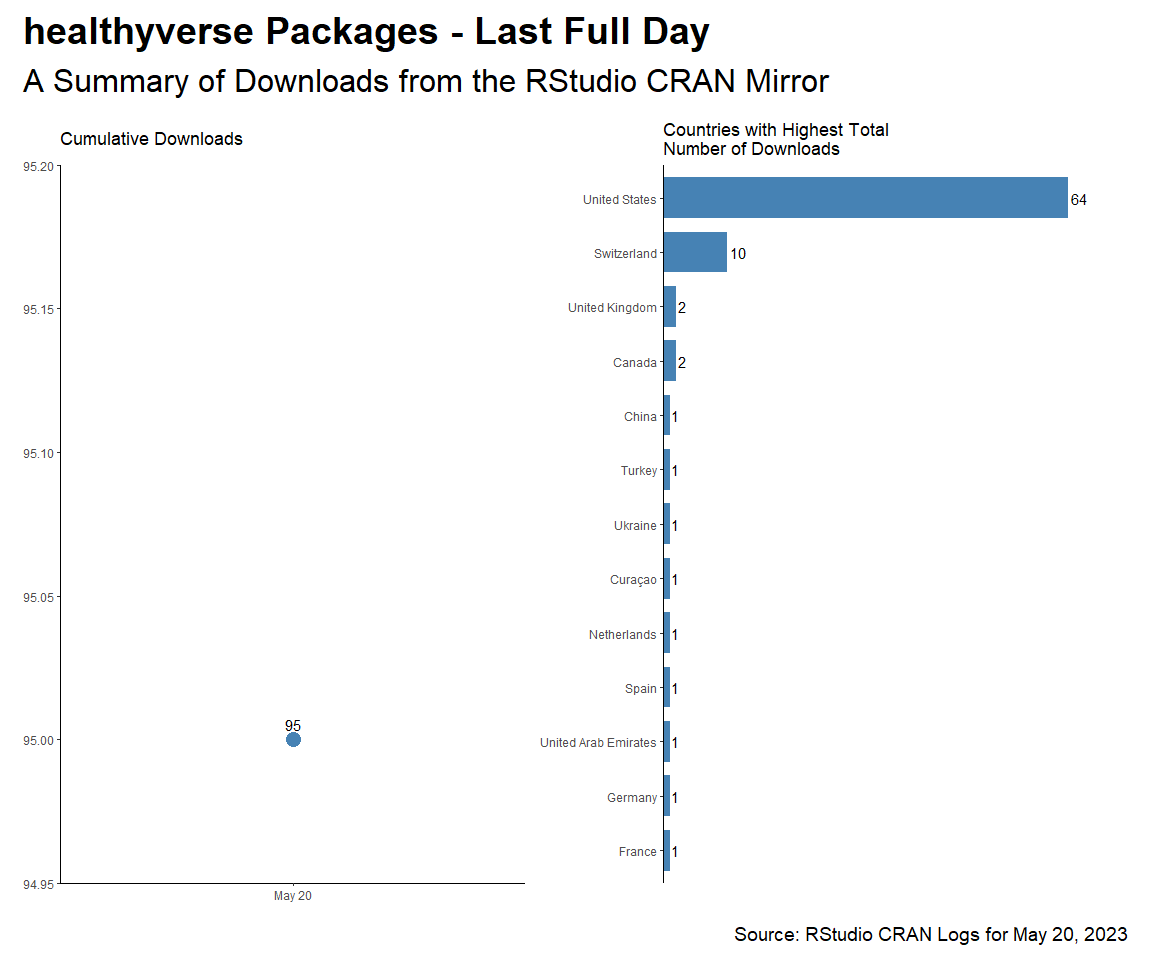 healthyverse Packages - Last Full Day
A Summary of Downloads from the RStudio CRAN Mirror
Cumulative Downloads
95.20
95.15
95.10
95.05
95.00
94.95
95
May 20
Countries with Highest Total
Number of Downloads
United States 64
Switzerland 10
United Kingdom 2
Canada 2
China 1
Turkey 1
Ukraine 1
Curaçao 1
Netherlands 1
Spain 1
United Arab Emirates 1
Germany 1
France 1
Source: RStudio CRAN Logs for May 20, 2023